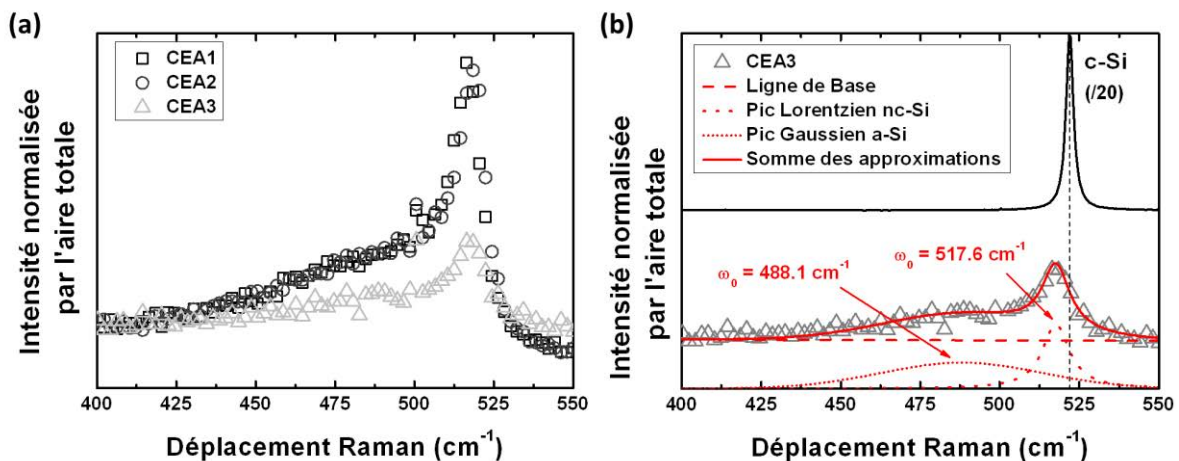 (a)
Intensité normalisée
par l'aire totale
CEA1
CEA2
CEA3
400 425 450 475 500 525 550
Déplacement Raman (cm⁻¹)
(b)
Intensité normalisée
par l'aire totale
CEA3
Ligne de Base
Pic Lorentzien nc-Si
Pic Gaussien a-Si
Somme des approximations
c-Si
(/20)
ω₀ = 488.1 cm⁻¹
ω₀ = 517.6 cm⁻¹
400 425 450 475 500 525 550
Déplacement Raman (cm⁻¹)